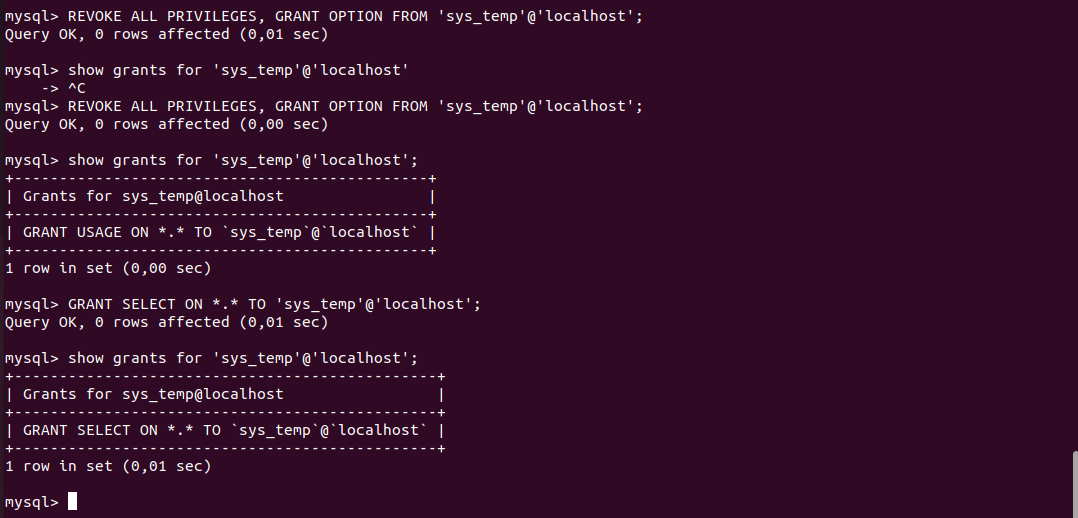 mysql> REVOKE ALL PRIVILEGES, GRANT OPTION FROM 'sys_temp'@'localhost';
Query OK, 0 rows affected (0,01 sec)
mysql> show grants for 'sys_temp'@'localhost'
    -> ^C
mysql> REVOKE ALL PRIVILEGES, GRANT OPTION FROM 'sys_temp'@'localhost';
Query OK, 0 rows affected (0,00 sec)
mysql> show grants for 'sys_temp'@'localhost';
+----------------------------------------------+
| Grants for sys_temp@localhost                |
+----------------------------------------------+
| GRANT USAGE ON *.* TO `sys_temp`@`localhost` |
+----------------------------------------------+
1 row in set (0,00 sec)
mysql> GRANT SELECT ON *.* TO 'sys_temp'@'localhost';
Query OK, 0 rows affected (0,01 sec)
mysql> show grants for 'sys_temp'@'localhost';
+-----------------------------------------------+
| Grants for sys_temp@localhost                 |
+-----------------------------------------------+
| GRANT SELECT ON *.* TO `sys_temp`@`localhost` |
+-----------------------------------------------+
1 row in set (0,01 sec)
mysql>